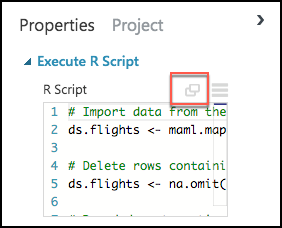 Properties Project
Execute R Script
R Script
1 # Import data from the
2 ds.flights <- maml.map
3
4 # Delete rows containi
5 ds.flights <- na.omit(
6